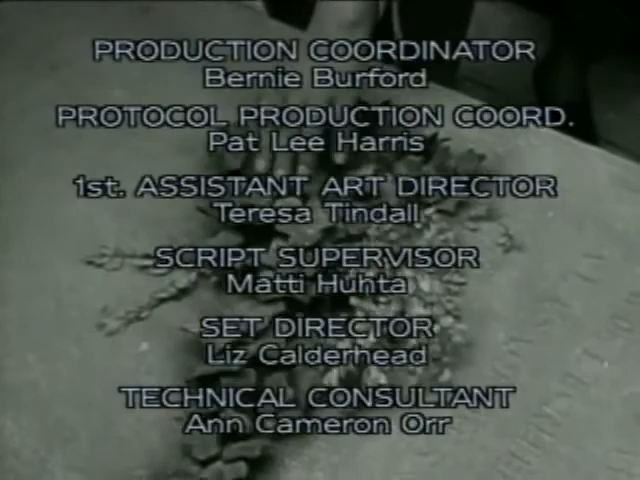 PRODUCTION COORDINATOR
Bernie Burford
PROTOCOL PRODUCTION COORD.
Pat Lee Harris
1st. ASSISTANT ART DIRECTOR
Teresa Tindall
SCRIPT SUPERVISOR
Matti Huhta
SET DIRECTOR
Liz Calderhead
TECHNICAL CONSULTANT
Ann Cameron Orr